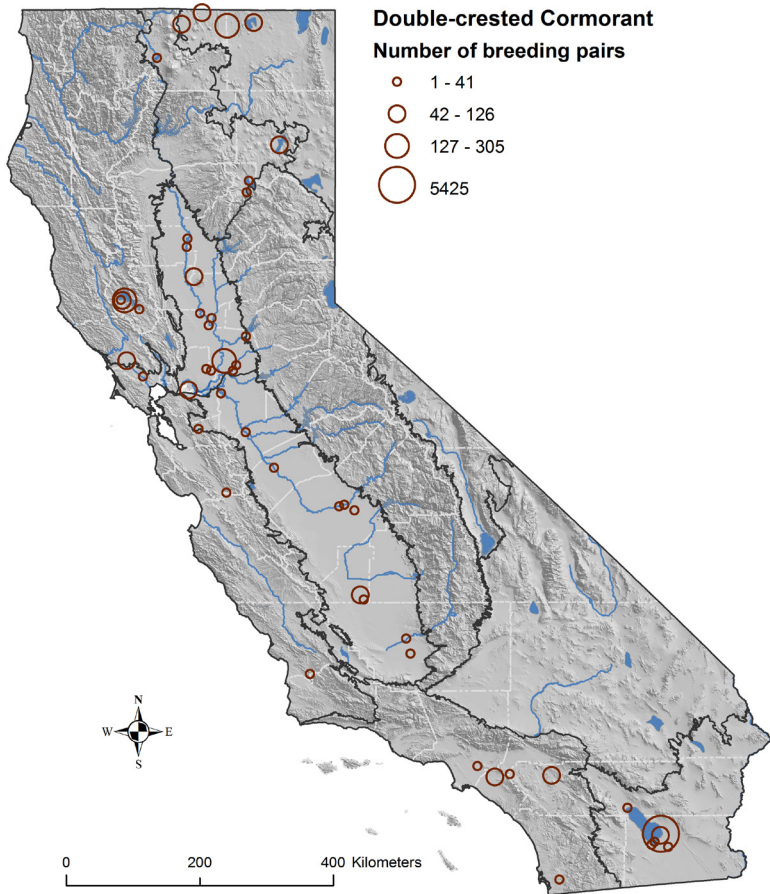 Double-crested Cormorant
Number of breeding pairs
1 - 41
42 - 126
127 - 305
5425
N
W E
S
0 200 400 Kilometers